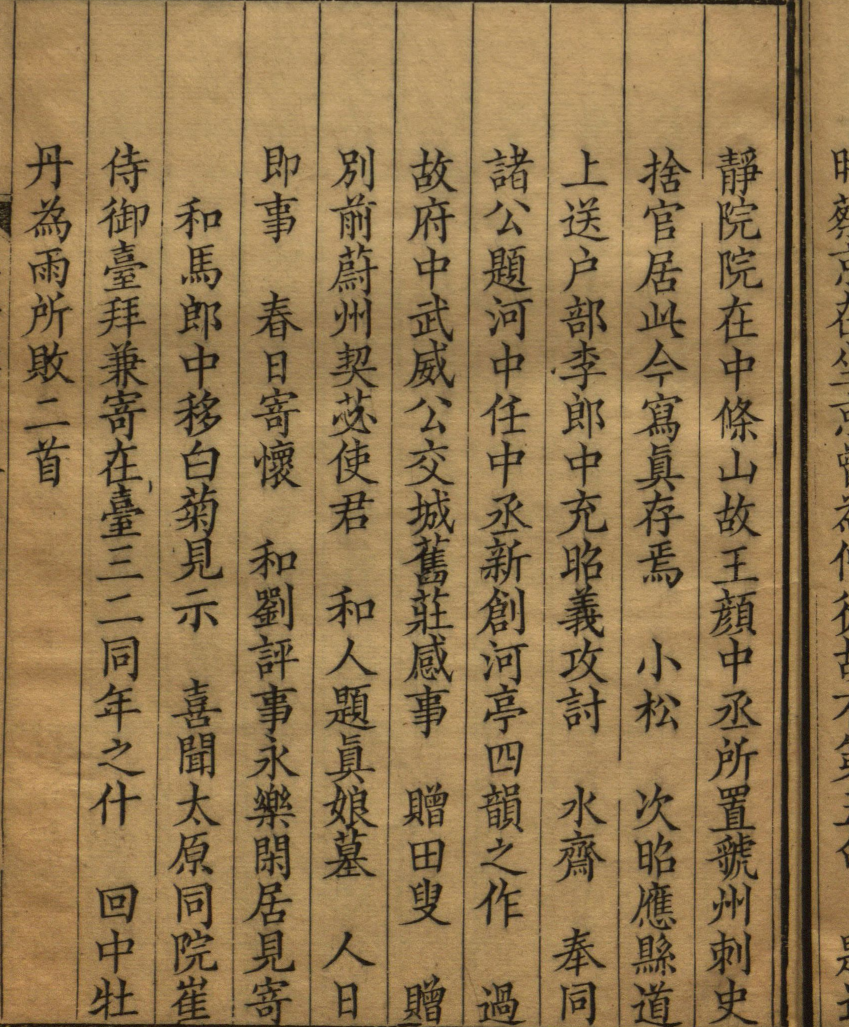 靜院院在中條山故王顏中丞所置虢州刺史
捨官居此今寫眞存焉　小松　次昭應縣道
上送户部李郎中充昭義攻討　水齋　奉同
諸公題河中任中丞新創河亭四韻之作　過
故府中武威公交城舊莊感事　贈田叟　贈
別前蔚州契苾使君　和人題眞娘墓　人日
即事　春日寄懷　和劉評事永樂閑居見寄
和馬郎中移白菊見示　喜聞太原同院崔
侍御臺拜兼寄在臺三二同年之什　回中牡
丹為雨所敗二首